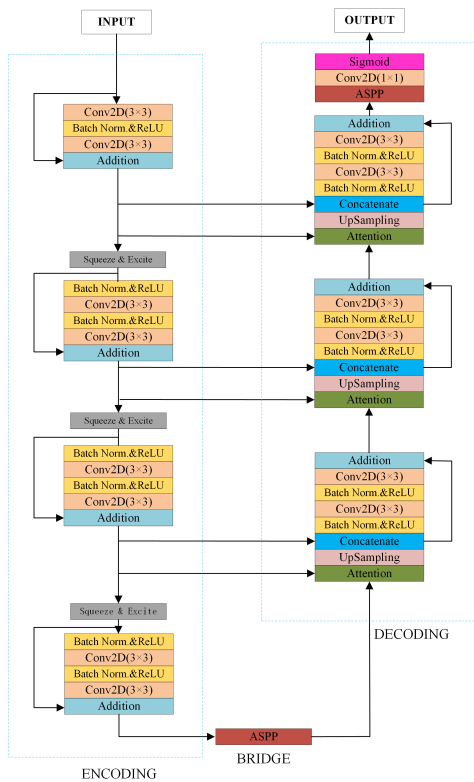 INPUT
Conv2D(3×3)
Batch Norm.&ReLU
Conv2D(3×3)
Addition
Squeeze & Excite
Batch Norm.&ReLU
Conv2D(3×3)
Batch Norm.&ReLU
Conv2D(3×3)
Addition
Squeeze & Excite
Batch Norm.&ReLU
Conv2D(3×3)
Batch Norm.&ReLU
Conv2D(3×3)
Addition
Squeeze & Excite
Batch Norm.&ReLU
Conv2D(3×3)
Batch Norm.&ReLU
Conv2D(3×3)
Addition
ENCODING
ASPP
BRIDGE
OUTPUT
Sigmoid
Conv2D(1×1)
ASPP
Addition
Conv2D(3×3)
Batch Norm.&ReLU
Conv2D(3×3)
Batch Norm.&ReLU
Concatenate
UpSampling
Attention
Addition
Conv2D(3×3)
Batch Norm.&ReLU
Conv2D(3×3)
Batch Norm.&ReLU
Concatenate
UpSampling
Attention
Addition
Conv2D(3×3)
Batch Norm.&ReLU
Conv2D(3×3)
Batch Norm.&ReLU
Concatenate
UpSampling
Attention
DECODING